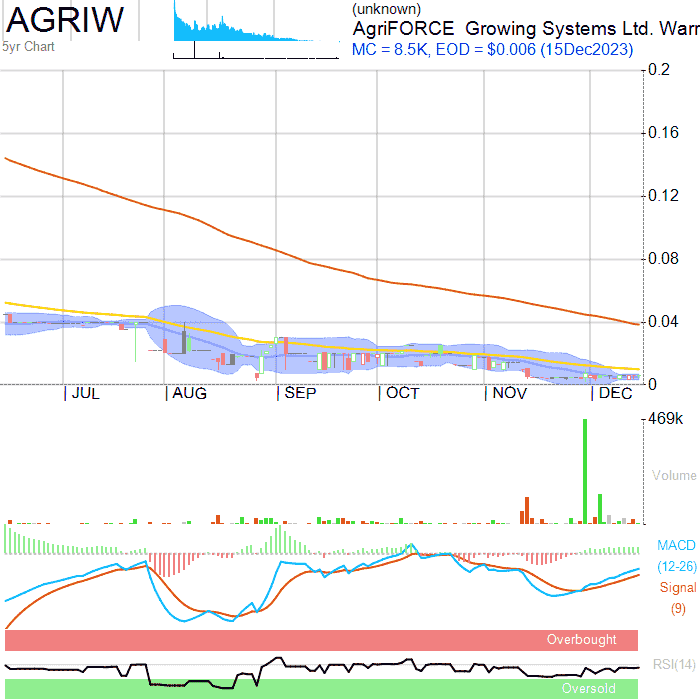 AGRIW
5yr Chart
(unknown)
AgriFORCE Growing Systems Ltd. Warr
MC = 8.5K, EOD = $0.006 (15Dec2023)
0.2
0.16
0.12
0.08
0.04
0
JUL
AUG
SEP
OCT
NOV
DEC
469k
Volume
MACD
(12-26)
Signal
(9)
Overbought
RSI(14)
Oversold